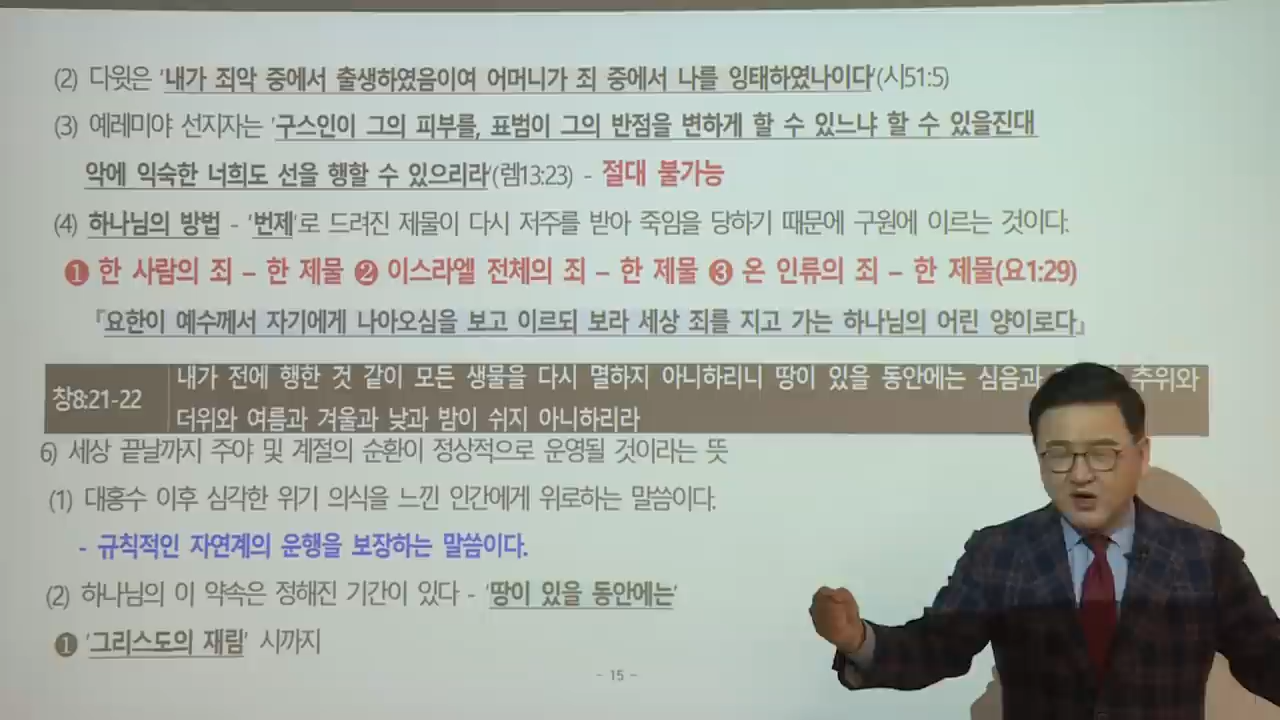 (2) 다윗은 '내가 죄악 중에서 출생하였음이여 어머니가 죄 중에서 나를 잉태하였나이다'(시51:5)
(3) 예레미야 선지자는 '구스인이 그의 피부를, 표범이 그의 반점을 변하게 할 수 있느냐 할 수 있을진대
악에 익숙한 너희도 선을 행할 수 있으리라'(렘13:23) - 절대 불가능
(4) 하나님의 방법 - '번제'로 드려진 제물이 다시 저주를 받아 죽임을 당하기 때문에 구원에 이르는 것이다.
❶ 한 사람의 죄 – 한 제물 ❷ 이스라엘 전체의 죄 – 한 제물 ❸ 온 인류의 죄 – 한 제물(요1:29)
『요한이 예수께서 자기에게 나아오심을 보고 이르되 보라 세상 죄를 지고 가는 하나님의 어린 양이로다』
창8:21-22
내가 전에 행한 것 같이 모든 생물을 다시 멸하지 아니하리니 땅이 있을 동안에는 심음과 추위와
더위와 여름과 겨울과 낮과 밤이 쉬지 아니하리라
6) 세상 끝날까지 주야 및 계절의 순환이 정상적으로 운영될 것이라는 뜻
(1) 대홍수 이후 심각한 위기 의식을 느낀 인간에게 위로하는 말씀이다.
- 규칙적인 자연계의 운행을 보장하는 말씀이다.
(2) 하나님의 이 약속은 정해진 기간이 있다 - '땅이 있을 동안에는'
❶ '그리스도의 재림' 시까지
- 15 -